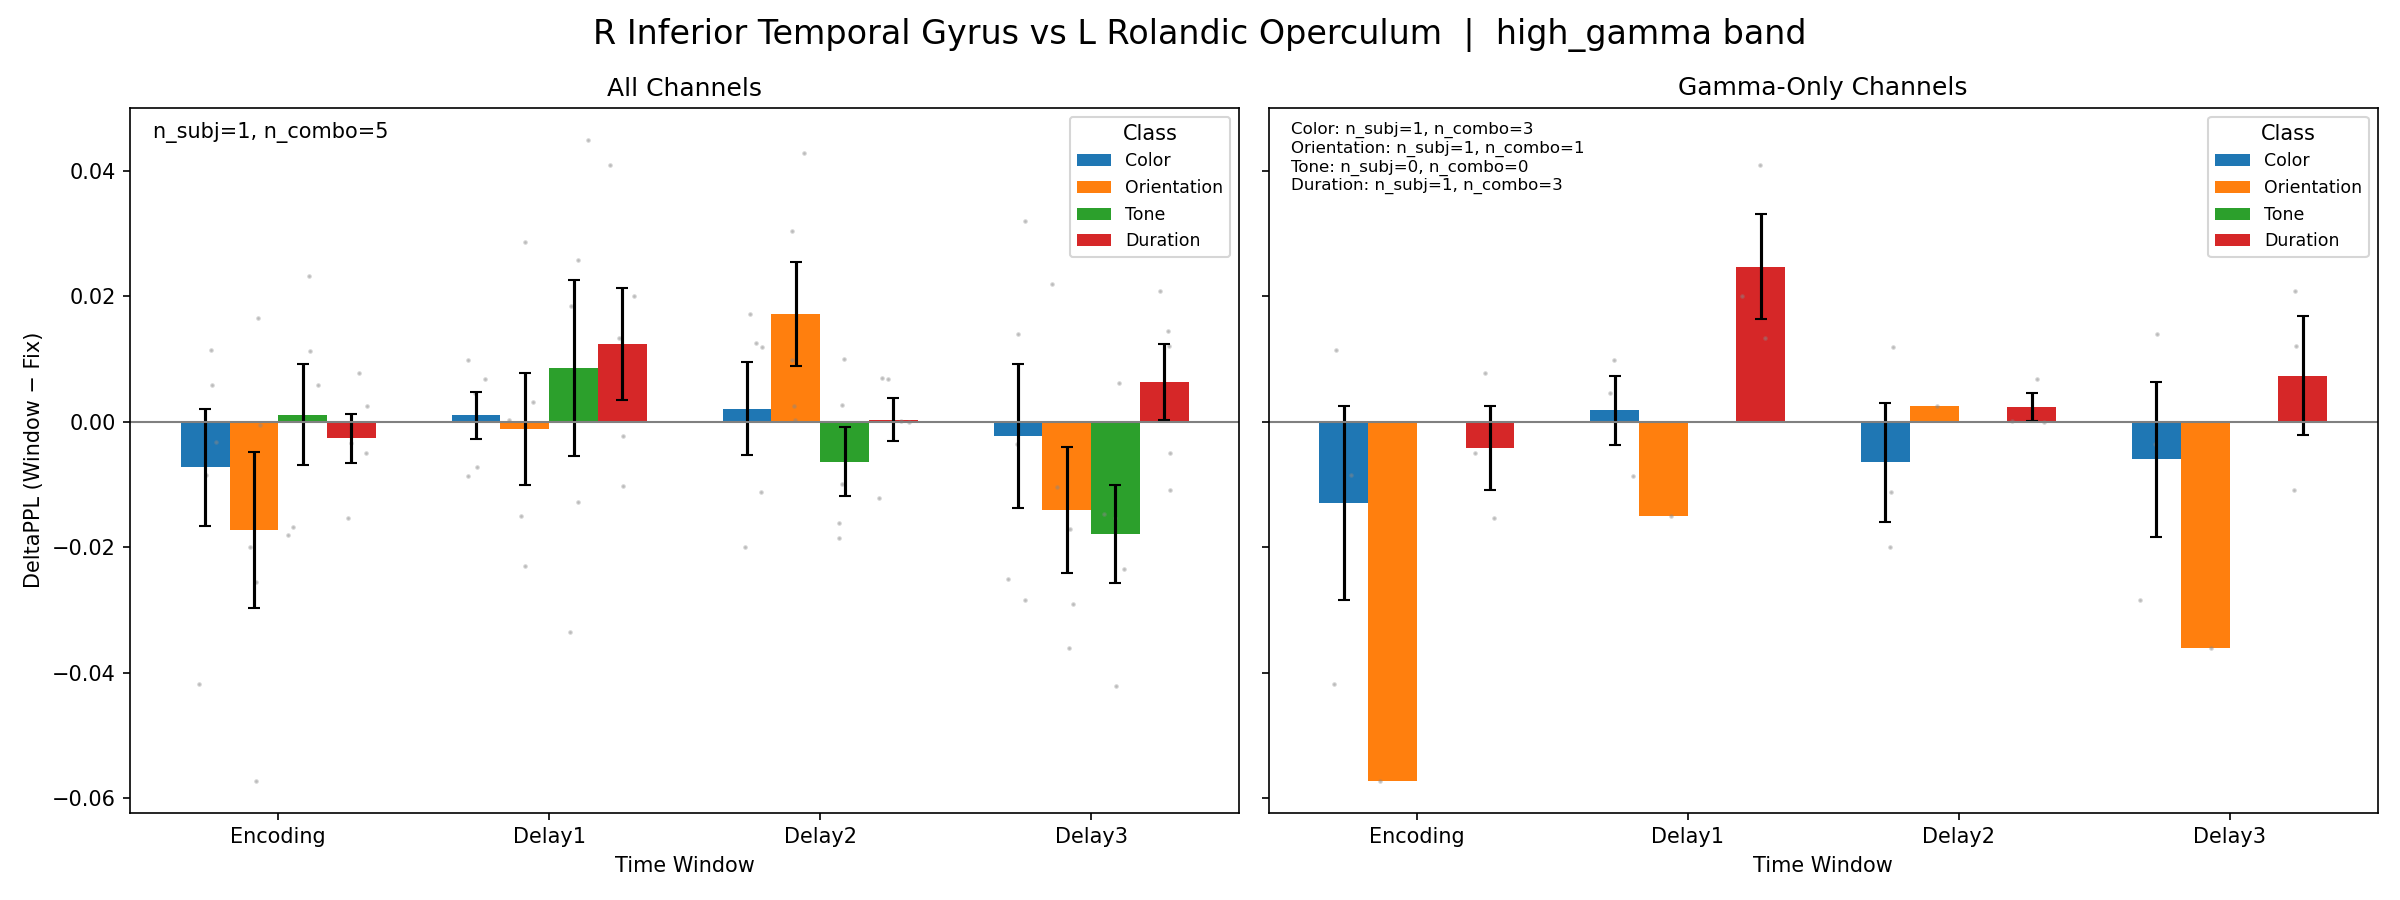 R Inferior Temporal Gyrus vs L Rolandic Operculum | high_gamma band
All Channels
n_subj=1, n_combo=5
Class
Color
Orientation
Tone
Duration
DeltaPPL (Window − Fix)
0.04
0.02
0.00
−0.02
−0.04
−0.06
Encoding
Delay1
Delay2
Delay3
Time Window
Gamma-Only Channels
Color: n_subj=1, n_combo=3
Orientation: n_subj=1, n_combo=1
Tone: n_subj=0, n_combo=0
Duration: n_subj=1, n_combo=3
Class
Color
Orientation
Tone
Duration
Encoding
Delay1
Delay2
Delay3
Time Window